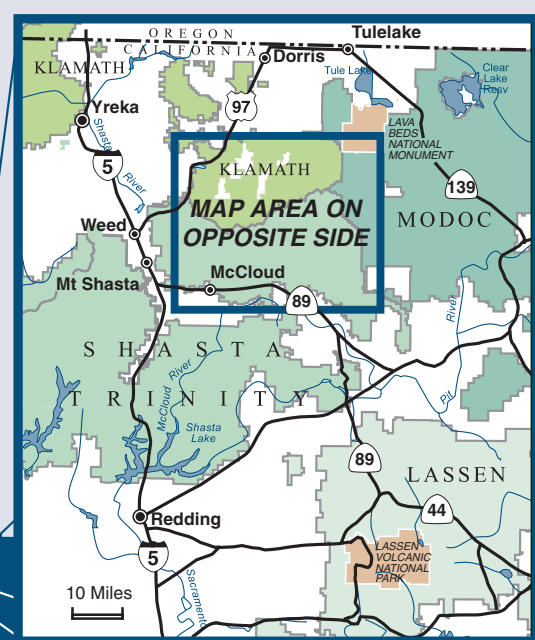 OREGON
CALIFORNIA
Tulelake
KLAMATH
Dorris
Tule Lake
Clear
Lake
Resv
97
Yreka
Shasta
River
LAVA
BEDS
NATIONAL
MONUMENT
5
KLAMATH
139
MAP AREA ON
OPPOSITE SIDE
MODOC
Weed
Mt Shasta
McCloud
89
River
Pit
SHASTA
TRINITY
McCloud
River
Shasta
Lake
89
LASSEN
44
Redding
5
LASSEN
VOLCANIC
NATIONAL
PARK
10 Miles
Sacramento